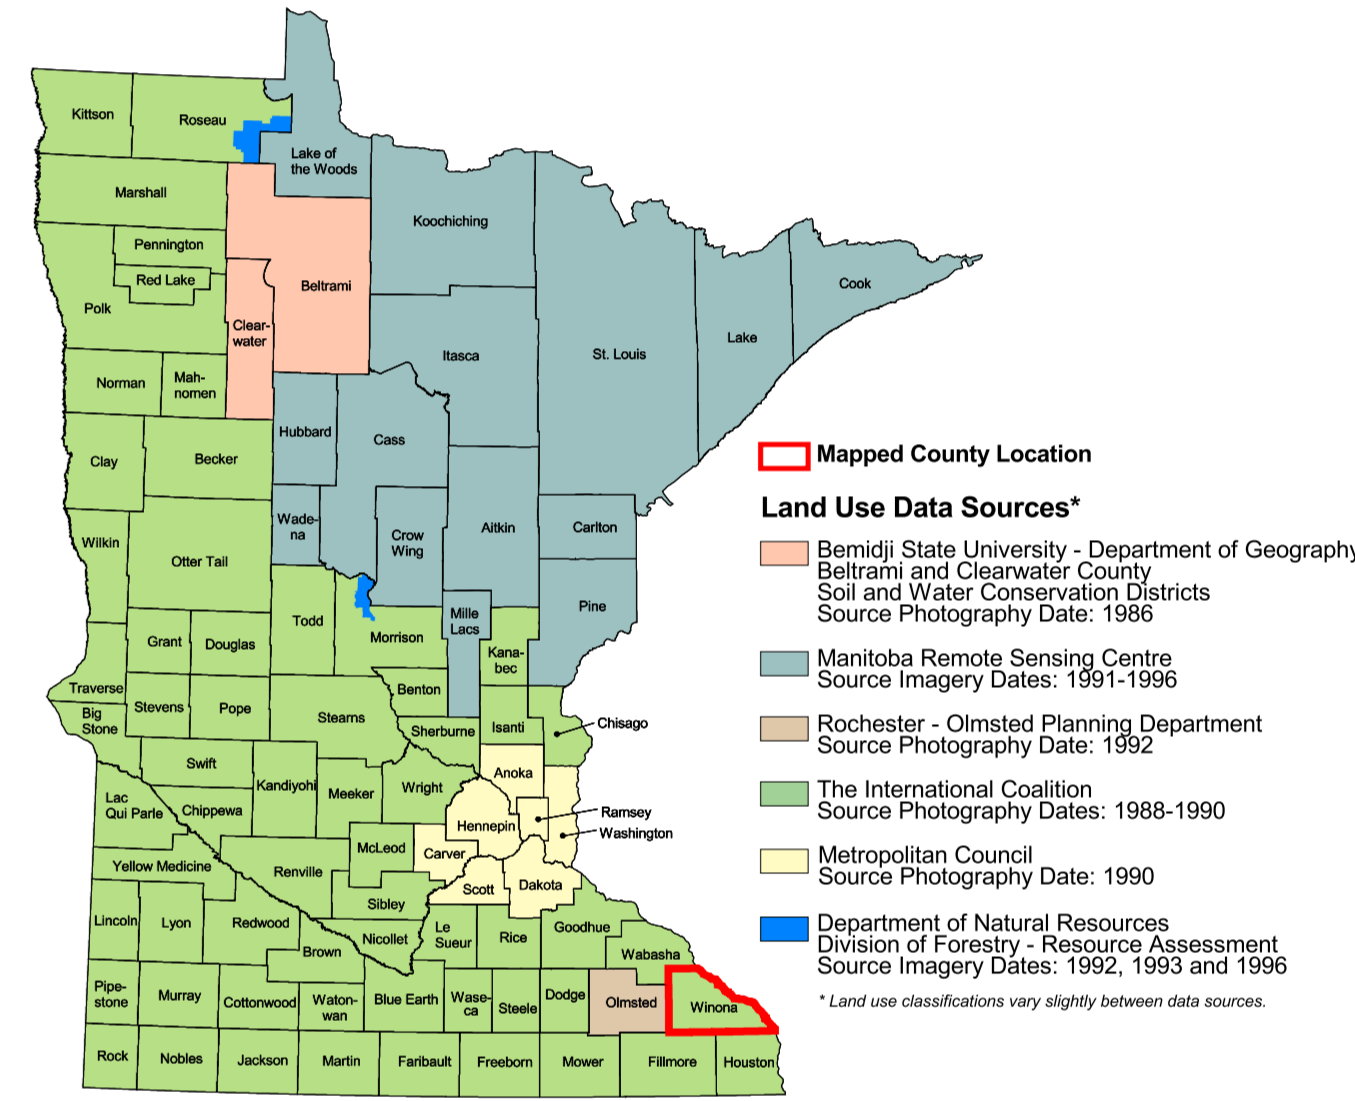 Kittson
Roseau
Lake of
the Woods
Marshall
Koochiching
Pennington
Red Lake
Beltrami
Cook
Polk
Clear-
water
Lake
Itasca
St. Louis
Norman
Mah-
nomen
Hubbard
Cass
Clay
Becker
Wade-
na
Crow
Wing
Aitkin
Carlton
Wilkin
Otter Tail
Pine
Todd
Mille
Lacs
Morrison
Grant
Douglas
Kana-
bec
Traverse
Benton
Big
Stone
Stevens
Pope
Stearns
Sherburne
Isanti
Chisago
Swift
Anoka
Kandiyohi
Meeker
Wright
Lac
Qui Parle
Chippewa
Ramsey
Hennepin
Washington
McLeod
Carver
Yellow Medicine
Renville
Scott
Dakota
Sibley
Lincoln
Lyon
Redwood
Nicollet
Le
Sueur
Rice
Goodhue
Brown
Wabasha
Pipe-
stone
Murray
Cottonwood
Waton-
wan
Blue Earth
Wase-
ca
Steele
Dodge
Olmsted
Winona
Rock
Nobles
Jackson
Martin
Faribault
Freeborn
Mower
Fillmore
Houston
Mapped County Location
Land Use Data Sources*
Bemidji State University - Department of Geography
Beltrami and Clearwater County
Soil and Water Conservation Districts
Source Photography Date: 1986
Manitoba Remote Sensing Centre
Source Imagery Dates: 1991-1996
Rochester - Olmsted Planning Department
Source Photography Date: 1992
The International Coalition
Source Photography Dates: 1988-1990
Metropolitan Council
Source Photography Date: 1990
Department of Natural Resources
Division of Forestry - Resource Assessment
Source Imagery Dates: 1992, 1993 and 1996
* Land use classifications vary slightly between data sources.